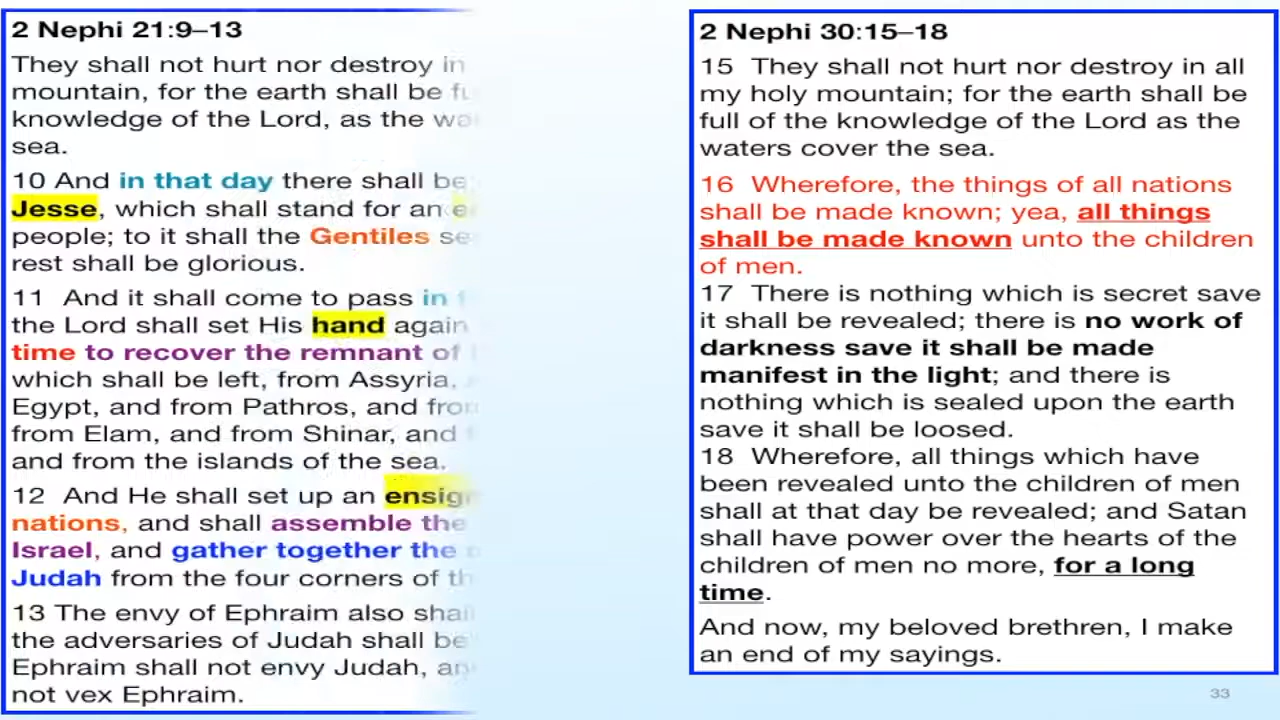 2 Nephi 21:9–13
They shall not hurt nor destroy in
mountain, for the earth shall be
knowledge of the Lord, as the
sea.
10 And in that day there shall be
Jesse, which shall stand for an
people; to it shall the Gentiles
rest shall be glorious.
11 And it shall come to pass in
the Lord shall set His hand again
time to recover the remnant of
which shall be left, from Assyria,
Egypt, and from Pathros, and from
from Elam, and from Shinar, and
and from the islands of the sea.
12 And He shall set up an ensign
nations, and shall assemble the
Israel, and gather together the
Judah from the four corners of
13 The envy of Ephraim also
the adversaries of Judah shall be
Ephraim shall not envy Judah,
not vex Ephraim.
2 Nephi 30:15–18
15 They shall not hurt nor destroy in all
my holy mountain; for the earth shall be
full of the knowledge of the Lord as the
waters cover the sea.
16 Wherefore, the things of all nations
shall be made known; yea, all things
shall be made known unto the children
of men.
17 There is nothing which is secret save
it shall be revealed; there is no work of
darkness save it shall be made
manifest in the light; and there is
nothing which is sealed upon the earth
save it shall be loosed.
18 Wherefore, all things which have
been revealed unto the children of men
shall at that day be revealed; and Satan
shall have power over the hearts of the
children of men no more, for a long
time.
And now, my beloved brethren, I make
an end of my sayings.
33